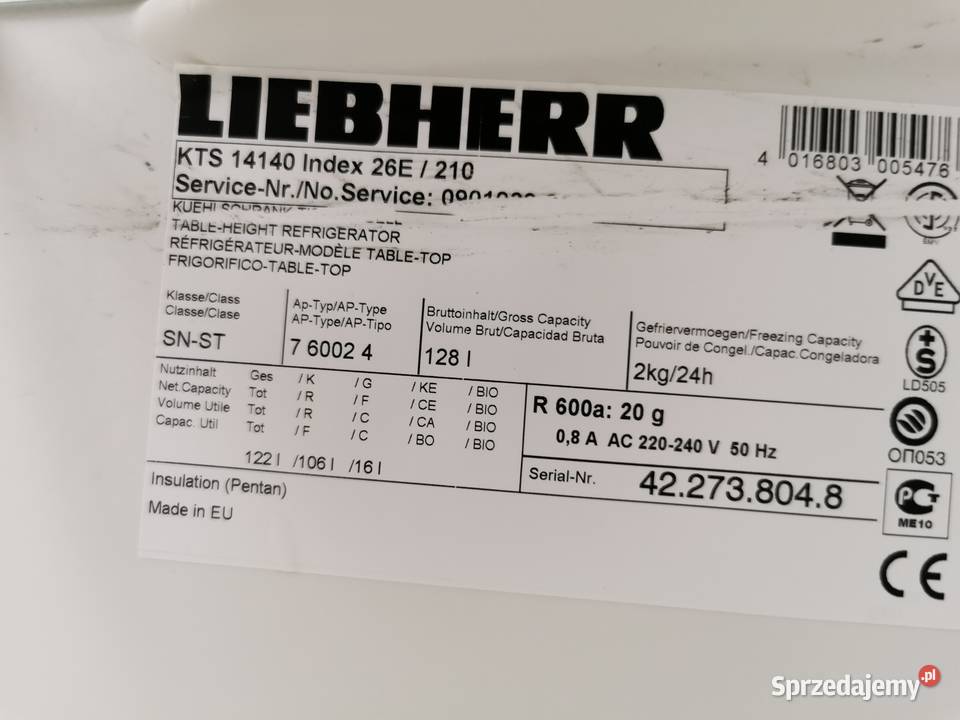 LIEBHERR
KTS 14140 Index 26E / 210
Service-Nr./No.Service:
4 016803 005476
TABLE-HEIGHT REFRIGERATOR
RÉFRIGÉRATEUR-MODÈLE TABLE-TOP
FRIGORIFICO-TABLE-TOP
Klasse/Class
Classe/Clase
SN-ST
Ap-Typ/AP-Type
AP-Type/AP-Tipo
7 6002 4
Bruttoinhalt/Gross Capacity
Volume Brut/Capacidad Bruta
128 l
Gefriervermoegen/Freezing Capacity
Pouvoir de Congel./Capac.Congeladora
2kg/24h
Nutzinhalt Ges /K /G /KE /BIO
Net.Capacity Tot /R /F /CE /BIO
Volume Utile Tot /R /C /CA /BIO
Capac. Util Tot /F /C /BO /BIO
122 l /106 l /16 l
R 600a: 20 g
0,8 A AC 220-240 V 50 Hz
Serial-Nr. 42.273.804.8
Insulation (Pentan)
Made in EU
EMV
DVE
+S
LD505
ОП053
РСТ
ME10
CE
Sprzedajemy.pl